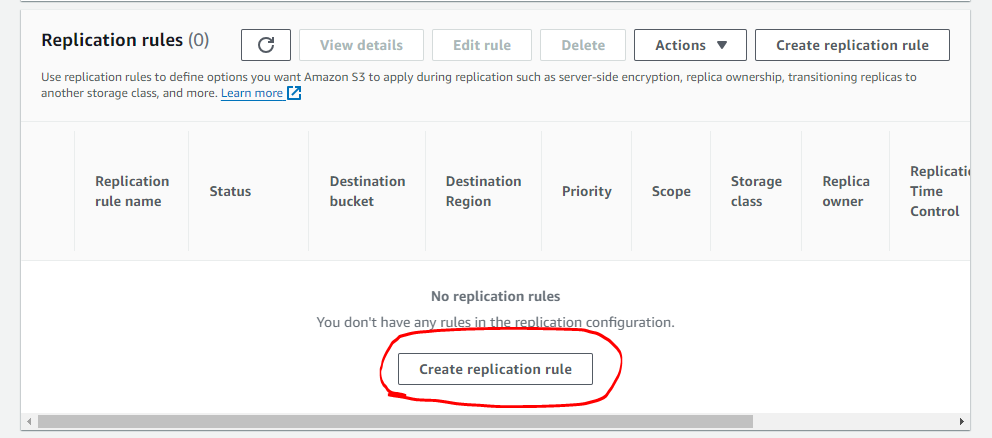 Replication rules (0)
View details
Edit rule
Delete
Actions
Create replication rule
Use replication rules to define options you want Amazon S3 to apply during replication such as server-side encryption, replica ownership, transitioning replicas to
another storage class, and more. Learn more
Replication
rule name
Status
Destination
bucket
Destination
Region
Priority
Scope
Storage
class
Replica
owner
Time
Control
No replication rules
You don't have any rules in the replication configuration.
Create replication rule